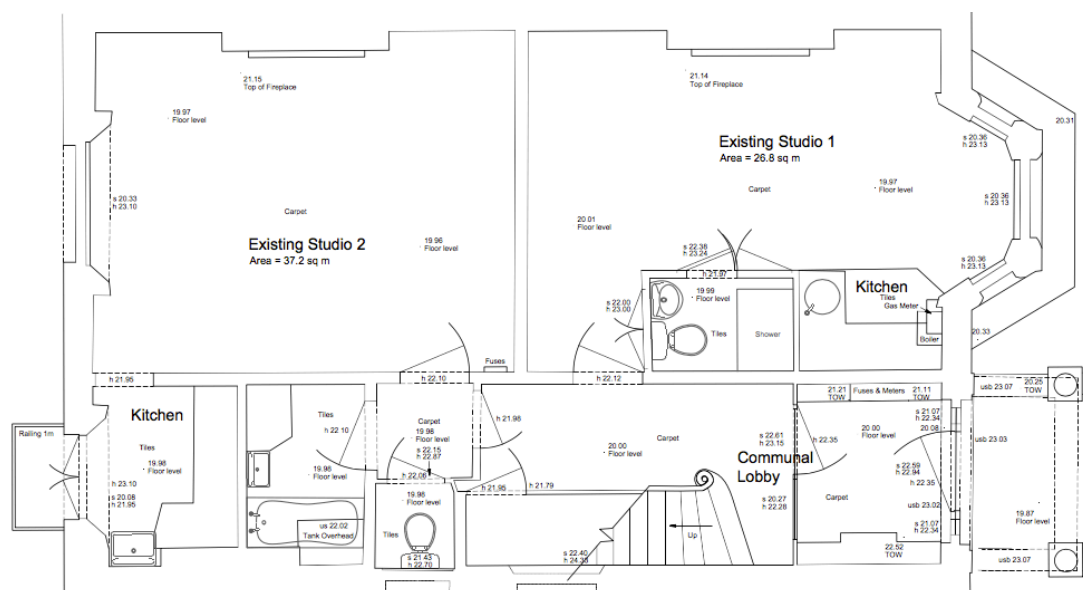 21.15
Top of Fireplace
21.14
Top of Fireplace
19.97
Floor level
20.31
Existing Studio 1
Area = 26.8 sq m
s 20.36
h 23.13
19.97
Floor level
Carpet
s 20.36
h 23.13
s 20.33
h 23.10
Carpet
20.01
Floor level
Existing Studio 2
Area = 37.2 sq m
19.96
Floor level
s 22.38
h 23.24
h 21.97
s 20.36
h 23.13
19.99
Floor level
Kitchen
Tiles
Gas Meter
s 22.00
h 23.00
Tiles
Shower
Boiler
20.33
Fuses
h 21.95
h 22.10
h 22.12
21.21
TOW
Fuses & Meters
21.11
TOW
usb 23.07
20.25
TOW
Kitchen
Tiles
h 22.10
Carpet
19.98
Floor level
h 21.98
Carpet
s 21.07
h 22.34
20.00
Floor level
20.08
Railing 1m
Tiles
19.98
Floor level
19.98
Floor level
s 22.15
h 22.87
h 22.06
20.00
Floor level
s 22.61
h 23.15
h 22.35
Communal
Lobby
usb 23.03
s 22.59
h 22.94
h 22.35
h 23.10
s 20.08
h 21.95
h 21.95
h 21.79
19.98
Floor level
s 20.27
h 22.28
Carpet
usb 23.02
us 22.02
Tank Overhead
Tiles
Up
s 21.07
h 22.34
19.87
Floor level
s 21.43
h 22.70
s 22.40
h 24.33
22.52
TOW
usb 23.07